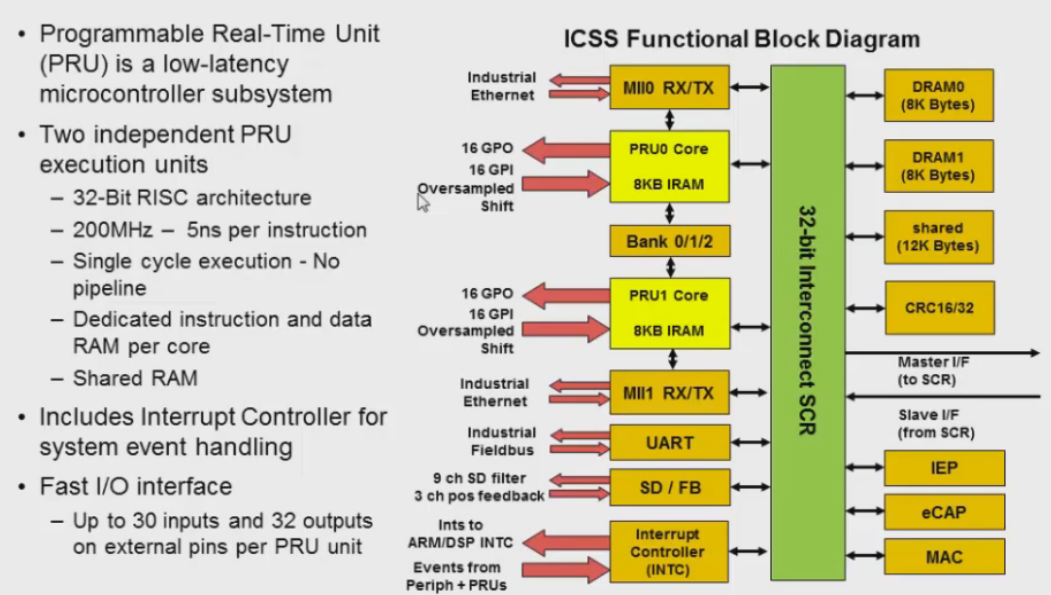 • Programmable Real-Time Unit
(PRU) is a low-latency
microcontroller subsystem
• Two independent PRU
execution units
– 32-Bit RISC architecture
– 200MHz – 5ns per instruction
– Single cycle execution - No
pipeline
– Dedicated instruction and data
RAM per core
– Shared RAM
• Includes Interrupt Controller for
system event handling
• Fast I/O interface
– Up to 30 inputs and 32 outputs
on external pins per PRU unit
ICSS Functional Block Diagram
Industrial
Ethernet
MII0 RX/TX
16 GPO
16 GPI
Oversampled
Shift
PRU0 Core
8KB IRAM
Bank 0/1/2
16 GPO
16 GPI
Oversampled
Shift
PRU1 Core
8KB IRAM
Industrial
Ethernet
MII1 RX/TX
Industrial
Fieldbus
UART
9 ch SD filter
3 ch pos feedback
SD / FB
Ints to
ARM/DSP INTC
Events from
Periph + PRUs
Interrupt
Controller
(INTC)
32-bit Interconnect SCR
DRAM0
(8K Bytes)
DRAM1
(8K Bytes)
shared
(12K Bytes)
CRC16/32
Master I/F
(to SCR)
Slave I/F
(from SCR)
IEP
eCAP
MAC